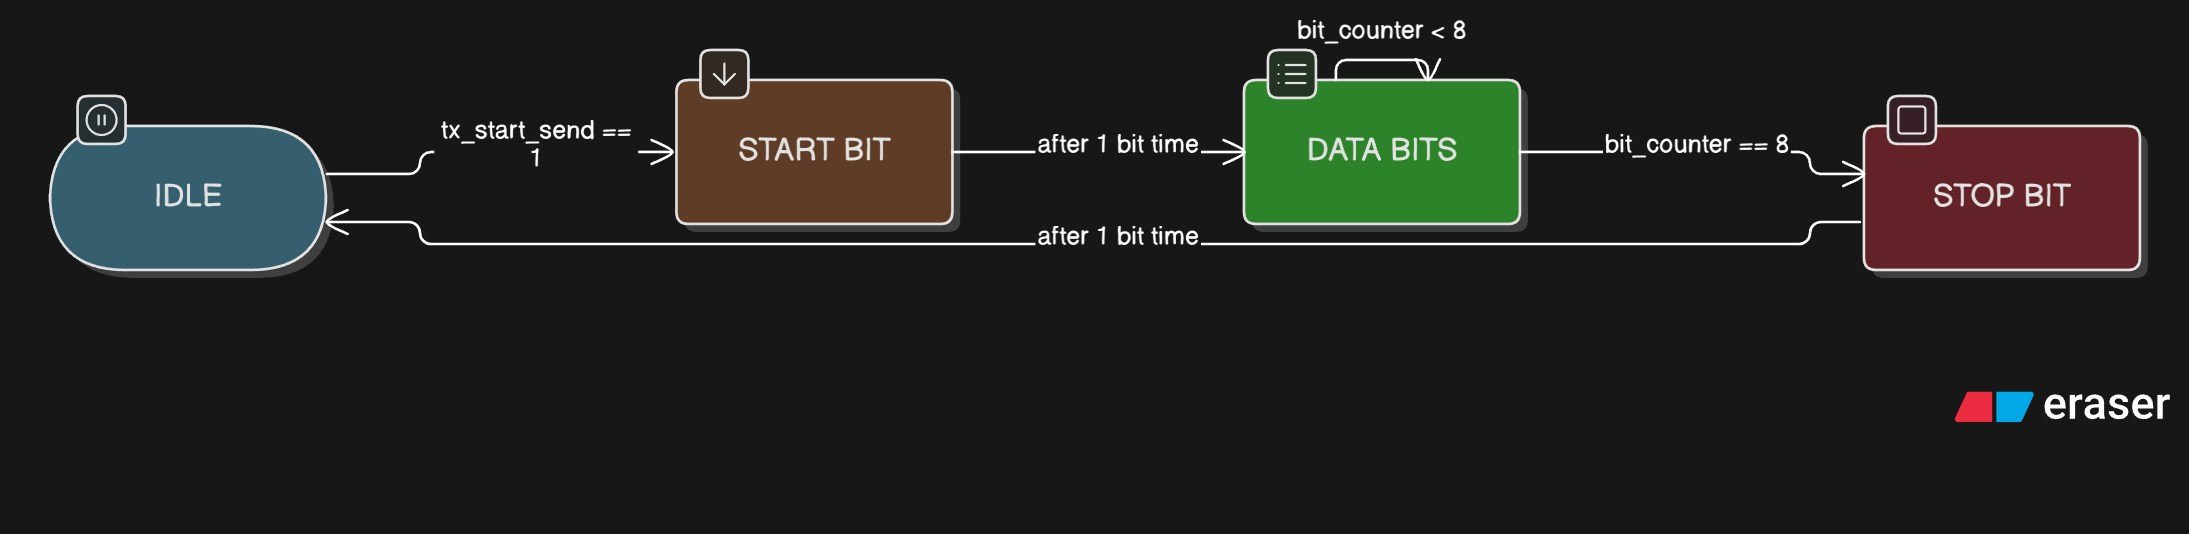 bit_counter < 8
tx_start_send ==
1
IDLE
START BIT
after 1 bit time
DATA BITS
bit_counter == 8
STOP BIT
after 1 bit time
eraser